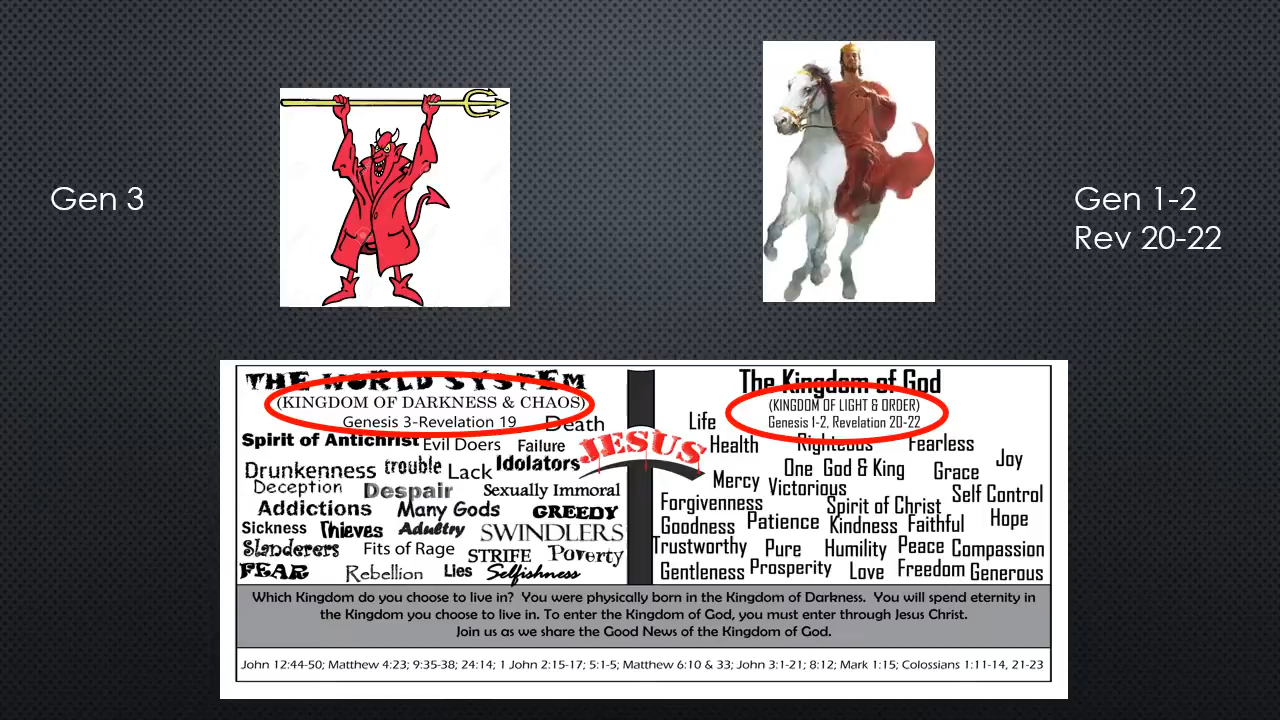 Gen 3
Gen 1-2
Rev 20-22
THE WORLD SYSTEM
(KINGDOM OF DARKNESS & CHAOS)
Genesis 3-Revelation 19
Death
Spirit of Antichrist Evil Doers Failure
Drunkenness trouble Lack Idolators
Deception Despair Sexually Immoral
Addictions Many Gods GREEDY
Sickness Thieves Adultry SWINDLERS
Slanderers Fits of Rage STRIFE Poverty
FEAR Rebellion Lies Selfishness
JESUS
The Kingdom of God
(KINGDOM OF LIGHT & ORDER)
Genesis 1-2, Revelation 20-22
Life
Health Righteous Fearless
One God & King Grace Joy
Mercy Victorious Self Control
Forgivenness Spirit of Christ
Goodness Patience Kindness Faithful Hope
Trustworthy Pure Humility Peace Compassion
Gentleness Prosperity Love Freedom Generous
Which Kingdom do you choose to live in? You were physically born in the Kingdom of Darkness. You will spend eternity in
the Kingdom you choose to live in. To enter the Kingdom of God, you must enter through Jesus Christ.
Join us as we share the Good News of the Kingdom of God.
John 12:44-50; Matthew 4:23; 9:35-38; 24:14; 1 John 2:15-17; 5:1-5; Matthew 6:10 & 33; John 3:1-21; 8:12; Mark 1:15; Colossians 1:11-14, 21-23